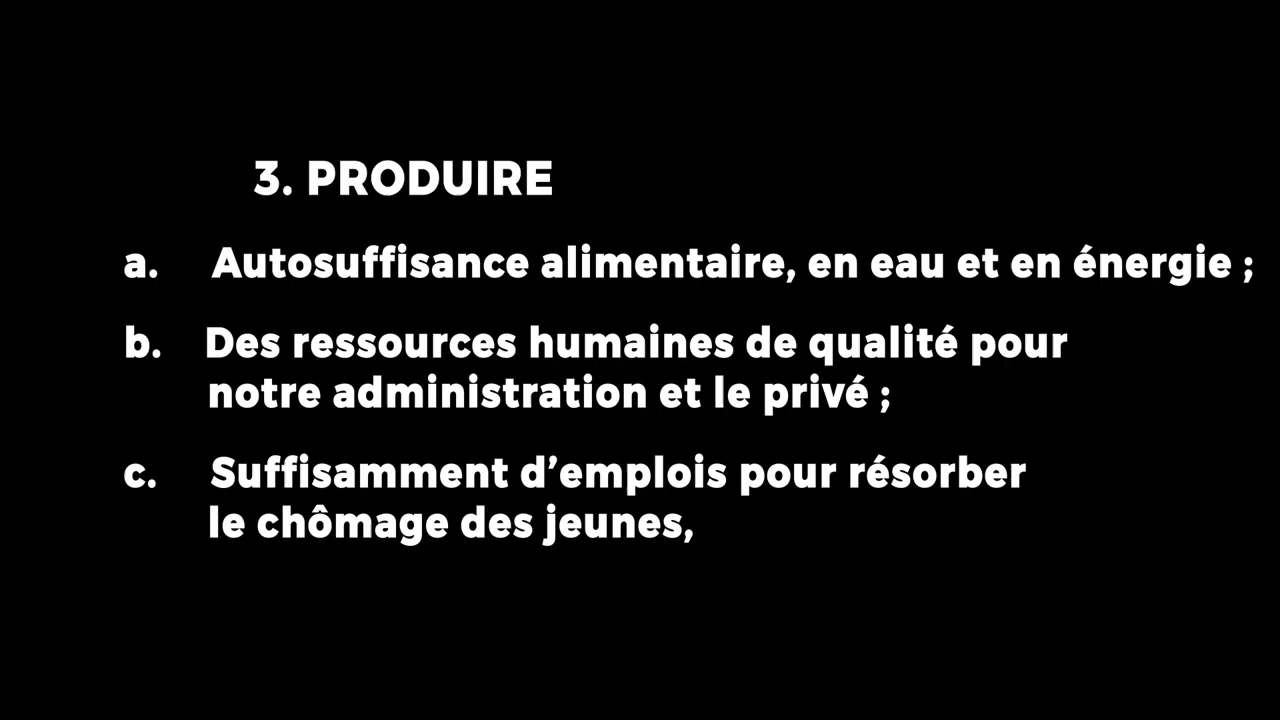 3. PRODUIRE
a. Autosuffisance alimentaire, en eau et en énergie ;
b. Des ressources humaines de qualité pour
notre administration et le privé ;
c. Suffisamment d’emplois pour résorber
le chômage des jeunes,